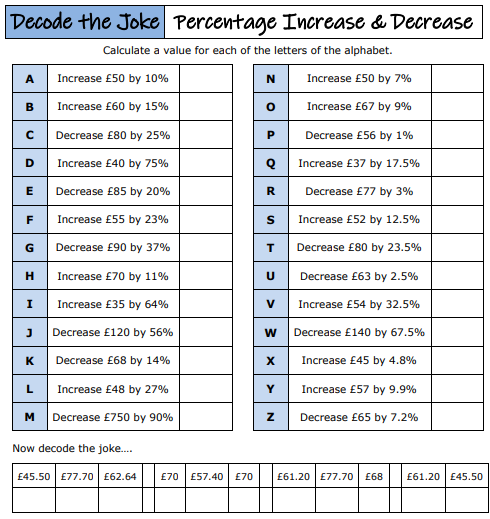 Decode the Joke Percentage Increase & Decrease
Calculate a value for each of the letters of the alphabet.
A Increase £50 by 10% N Increase £50 by 7%
B Increase £60 by 15% O Increase £67 by 9%
C Decrease £80 by 25% P Decrease £56 by 1%
D Increase £40 by 75% Q Increase £37 by 17.5%
E Decrease £85 by 20% R Decrease £77 by 3%
F Increase £55 by 23% S Increase £52 by 12.5%
G Decrease £90 by 37% T Decrease £80 by 23.5%
H Increase £70 by 11% U Decrease £63 by 2.5%
I Increase £35 by 64% V Increase £54 by 32.5%
J Decrease £120 by 56% W Decrease £140 by 67.5%
K Decrease £68 by 14% X Increase £45 by 4.8%
L Increase £48 by 27% Y Increase £57 by 9.9%
M Decrease £750 by 90% Z Decrease £65 by 7.2%
Now decode the joke....
£45.50 £77.70 £62.64 £70 £57.40 £70 £61.20 £77.70 £68 £61.20 £45.50